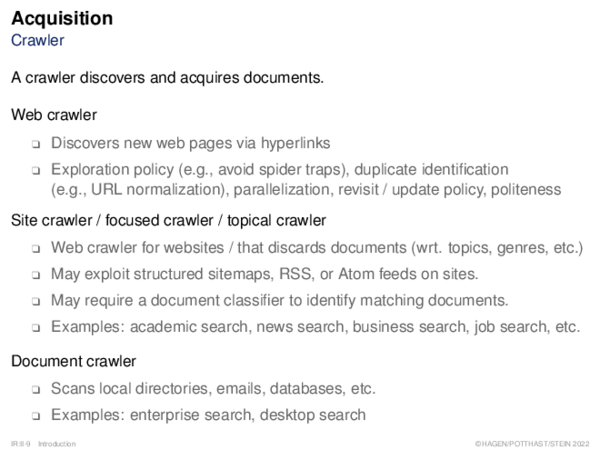 Acquisition
Crawler
A crawler discovers and acquires documents.
Web crawler
❑ Discovers new web pages via hyperlinks
❑ Exploration policy (e.g., avoid spider traps), duplicate identification
(e.g., URL normalization), parallelization, revisit / update policy, politeness
Site crawler / focused crawler / topical crawler
❑ Web crawler for websites / that discards documents (wrt. topics, genres, etc.)
❑ May exploit structured sitemaps, RSS, or Atom feeds on sites.
❑ May require a document classifier to identify matching documents.
❑ Examples: academic search, news search, business search, job search, etc.
Document crawler
❑ Scans local directories, emails, databases, etc.
❑ Examples: enterprise search, desktop search
IR:II-9 Introduction ©HAGEN/POTTHAST/STEIN 2022